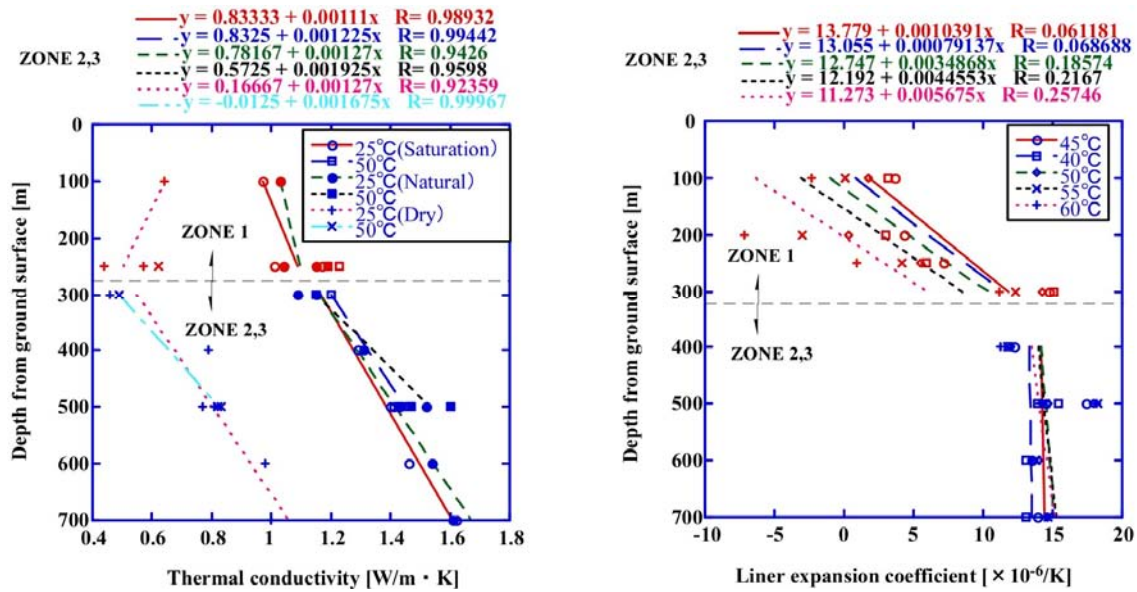 y = 0.83333 + 0.00111x R= 0.98932
y = 0.8325 + 0.001225x R= 0.99442
y = 0.78167 + 0.00127x R= 0.9426
y = 0.5725 + 0.001925x R= 0.9598
y = 0.16667 + 0.00127x R= 0.92359
y = -0.0125 + 0.001675x R= 0.99967
ZONE 2,3
0
100
200
300
400
500
600
700
0.4
0.6
0.8
1
1.2
1.4
1.6
1.8
Depth from ground surface [m]
Thermal conductivity [W/m・K]
25℃(Saturation)
50℃
25℃(Natural)
50℃
25℃(Dry)
50℃
ZONE 1
ZONE 2,3
y = 13.779 + 0.0010391x R= 0.061181
y = 13.055 + 0.00079137x R= 0.068688
y = 12.747 + 0.0034868x R= 0.18574
y = 12.192 + 0.0044553x R= 0.2167
y = 11.273 + 0.005675x R= 0.25746
ZONE 2,3
0
100
200
300
400
500
600
700
-10
-5
0
5
10
15
20
Depth from ground surface [m]
Liner expansion coefficient [×10⁻⁶/K]
45℃
40℃
50℃
55℃
60℃
ZONE 1
ZONE 2,3